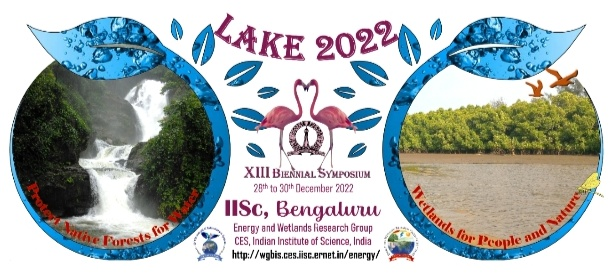 LAKE 2022
XIII BIENNIAL SYMPOSIUM
28th to 30th December 2022
IISc, Bengaluru
Energy and Wetlands Research Group
CES, Indian Institute of Science, India
http://wgbis.ces.iisc.ernet.in/energy/
Protect Native Forests for Water
Wetlands for People and Nature